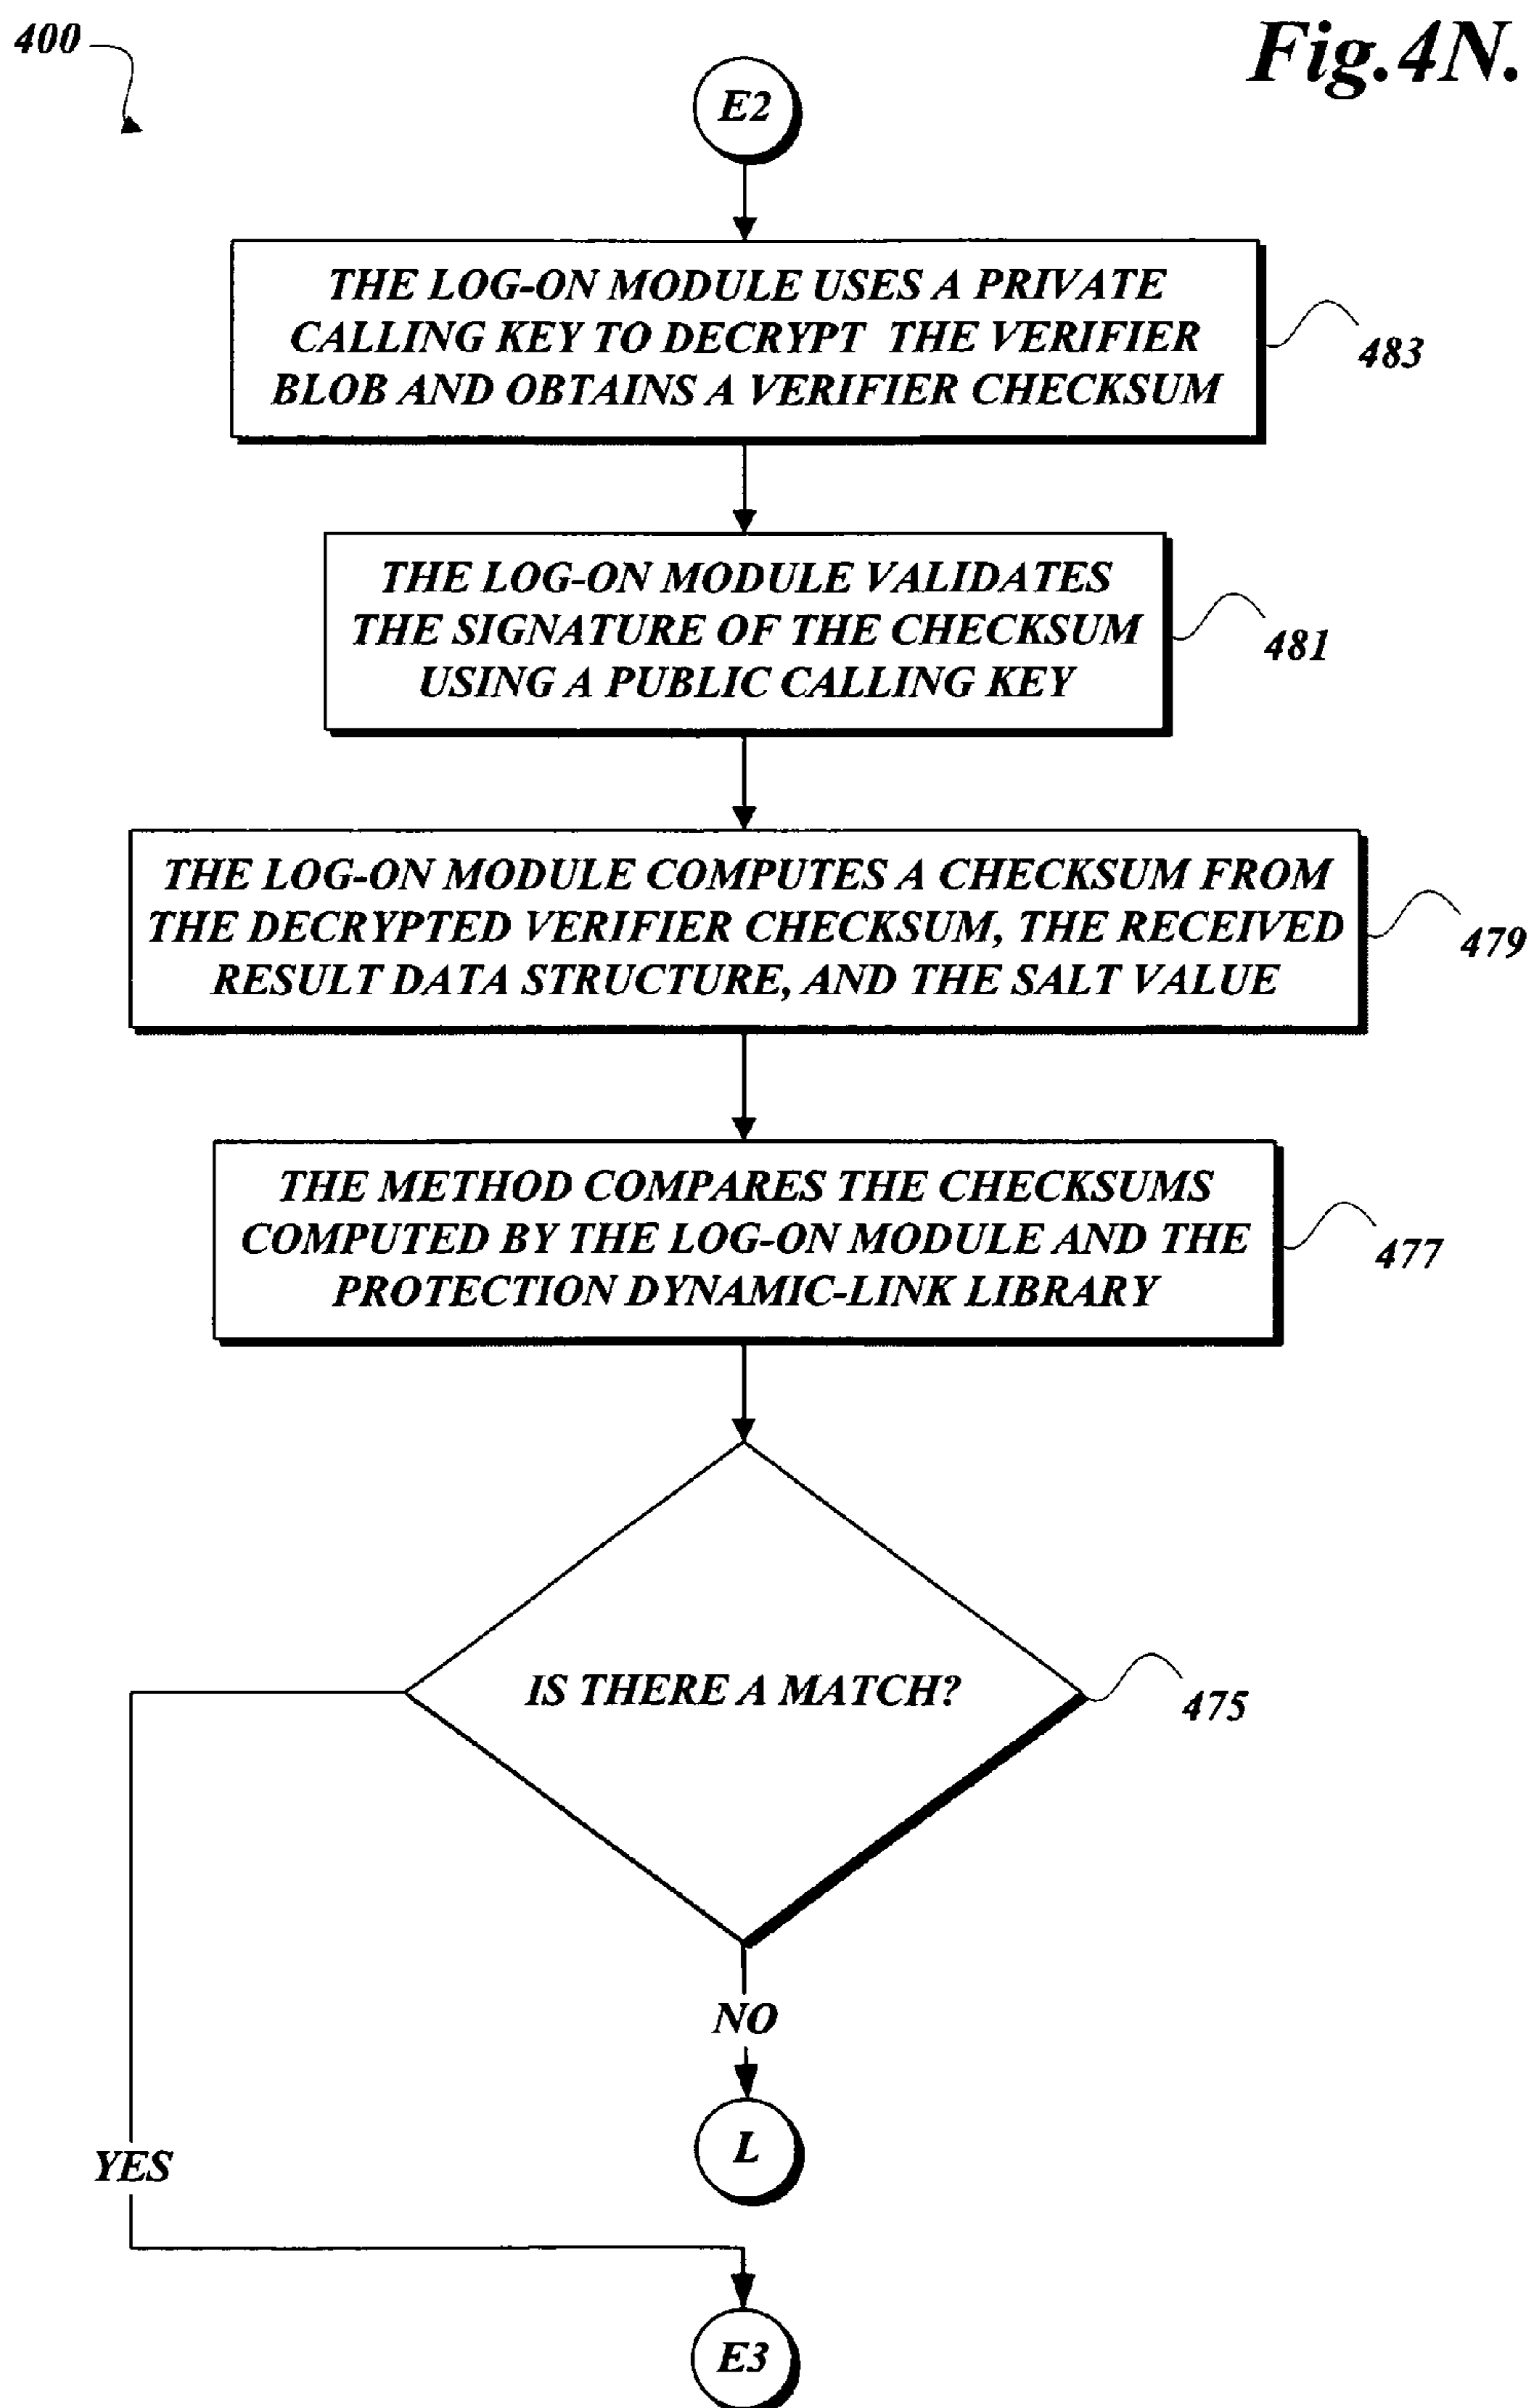 400
Fig.4N.
E2
THE LOG-ON MODULE USES A PRIVATE
CALLING KEY TO DECRYPT THE VERIFIER
BLOB AND OBTAINS A VERIFIER CHECKSUM
483
THE LOG-ON MODULE VALIDATES
THE SIGNATURE OF THE CHECKSUM
USING A PUBLIC CALLING KEY
481
THE LOG-ON MODULE COMPUTES A CHECKSUM FROM
THE DECRYPTED VERIFIER CHECKSUM, THE RECEIVED
RESULT DATA STRUCTURE, AND THE SALT VALUE
479
THE METHOD COMPARES THE CHECKSUMS
COMPUTED BY THE LOG-ON MODULE AND THE
PROTECTION DYNAMIC-LINK LIBRARY
477
IS THERE A MATCH?
475
NO
L
YES
E3